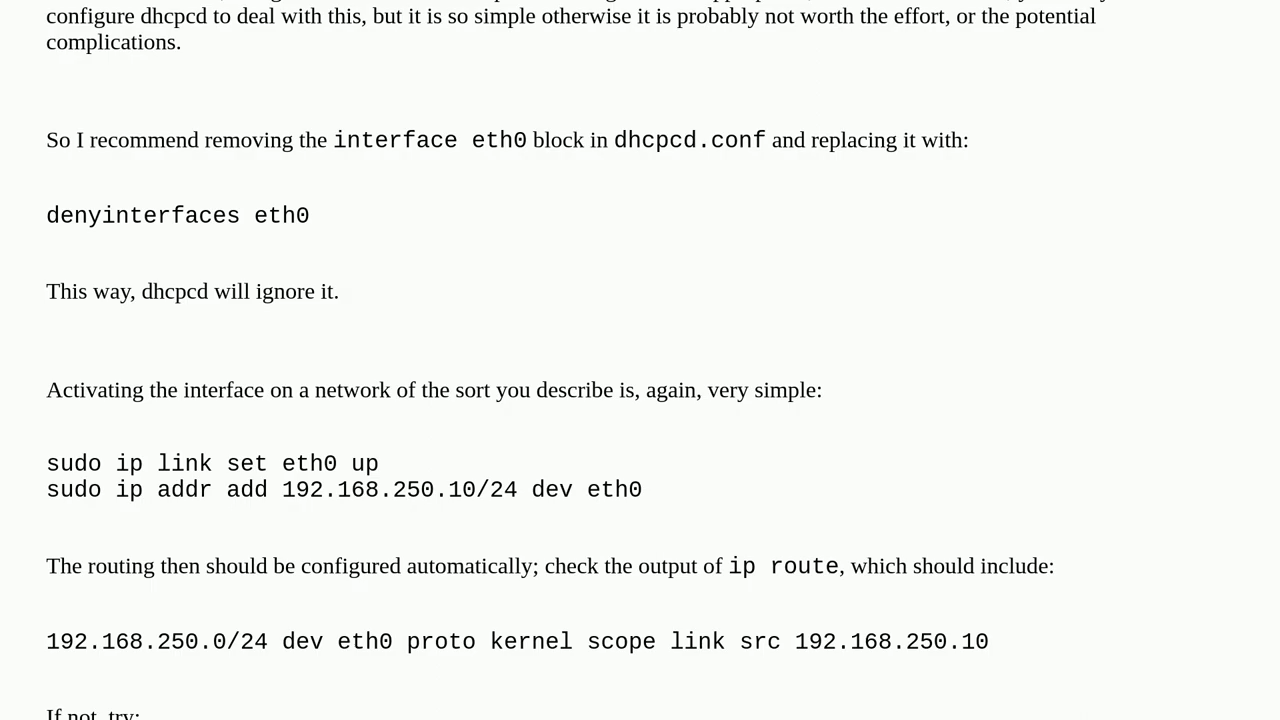 configure dhcpcd to deal with this, but it is so simple otherwise it is probably not worth the effort, or the potential
complications.
So I recommend removing the interface eth0 block in dhcpcd.conf and replacing it with:
denyinterfaces eth0
This way, dhcpcd will ignore it.
Activating the interface on a network of the sort you describe is, again, very simple:
sudo ip link set eth0 up
sudo ip addr add 192.168.250.10/24 dev eth0
The routing then should be configured automatically; check the output of ip route, which should include:
192.168.250.0/24 dev eth0 proto kernel scope link src 192.168.250.10
If not, try: